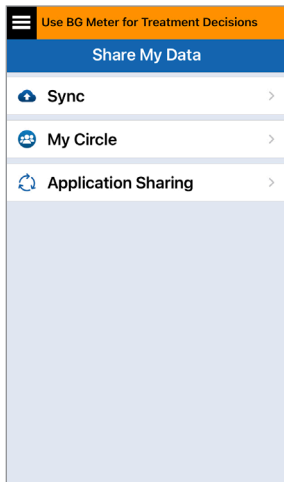 Use BG Meter for Treatment Decisions
Share My Data
Sync
My Circle
Application Sharing